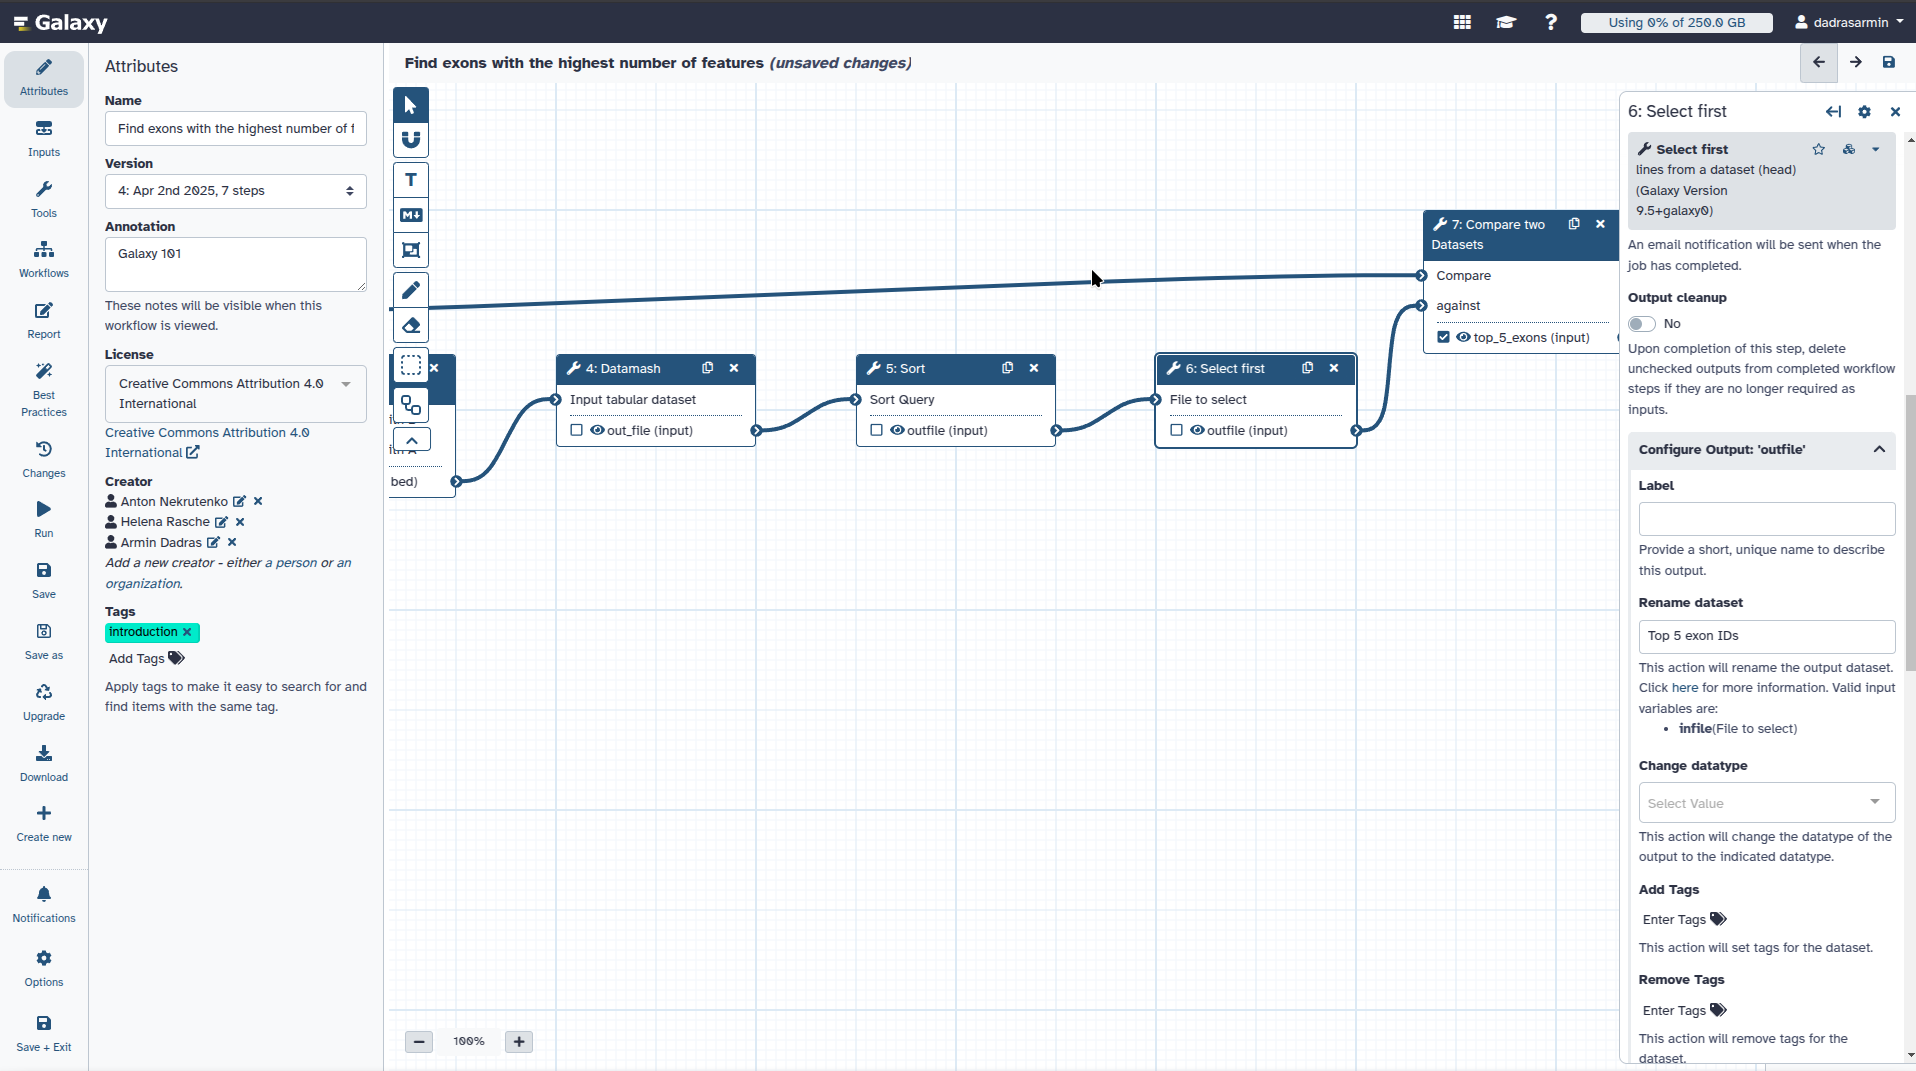 Galaxy
Using 0% of 250.0 GB
dadrasarmin
Attributes
Inputs
Tools
Workflows
Report
Best
Practices
Changes
Run
Save
Save as
Upgrade
Download
Create new
Notifications
Options
Save + Exit
Attributes
Name
Find exons with the highest number of f
Version
4: Apr 2nd 2025, 7 steps
Annotation
Galaxy 101
These notes will be visible when this
workflow is viewed.
License
Creative Commons Attribution 4.0
International
Creative Commons Attribution 4.0
International
Creator
Anton Nekrutenko
Helena Rasche
Armin Dadras
Add a new creator - either a person or an
organization.
Tags
introduction
Add Tags
Apply tags to make it easy to search for and
find items with the same tag.
Find exons with the highest number of features (unsaved changes)
T
M
bed)
4: Datamash
Input tabular dataset
out_file (input)
5: Sort
Sort Query
outfile (input)
6: Select first
File to select
outfile (input)
7: Compare two
Datasets
Compare
against
top_5_exons (input)
100%
6: Select first
Select first
lines from a dataset (head)
(Galaxy Version
9.5+galaxy0)
An email notification will be sent when the
job has completed.
Output cleanup
No
Upon completion of this step, delete
unchecked outputs from completed workflow
steps if they are no longer required as
inputs.
Configure Output: 'outfile'
Label
Provide a short, unique name to describe
this output.
Rename dataset
Top 5 exon IDs
This action will rename the output dataset.
Click here for more information. Valid input
variables are:
• infile(File to select)
Change datatype
Select Value
This action will change the datatype of the
output to the indicated datatype.
Add Tags
Enter Tags
This action will set tags for the dataset.
Remove Tags
Enter Tags
This action will remove tags for the
dataset.